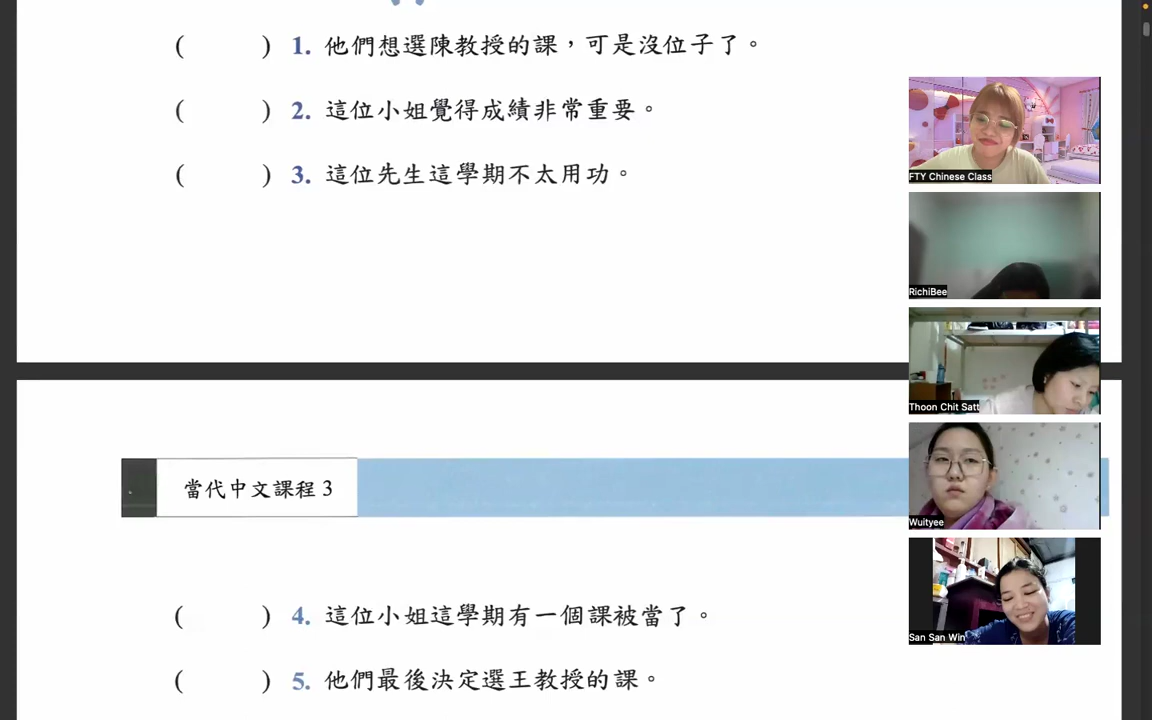 ( ) 1. 他們想選陳教授的課，可是沒位子了。
( ) 2. 這位小姐覺得成績非常重要。
( ) 3. 這位先生這學期不太用功。
當代中文課程 3
( ) 4. 這位小姐這學期有一個課被當了。
( ) 5. 他們最後決定選王教授的課。
FTY Chinese Class
RichiBee
Thoon Chit Satt
Wuityee
San San Win